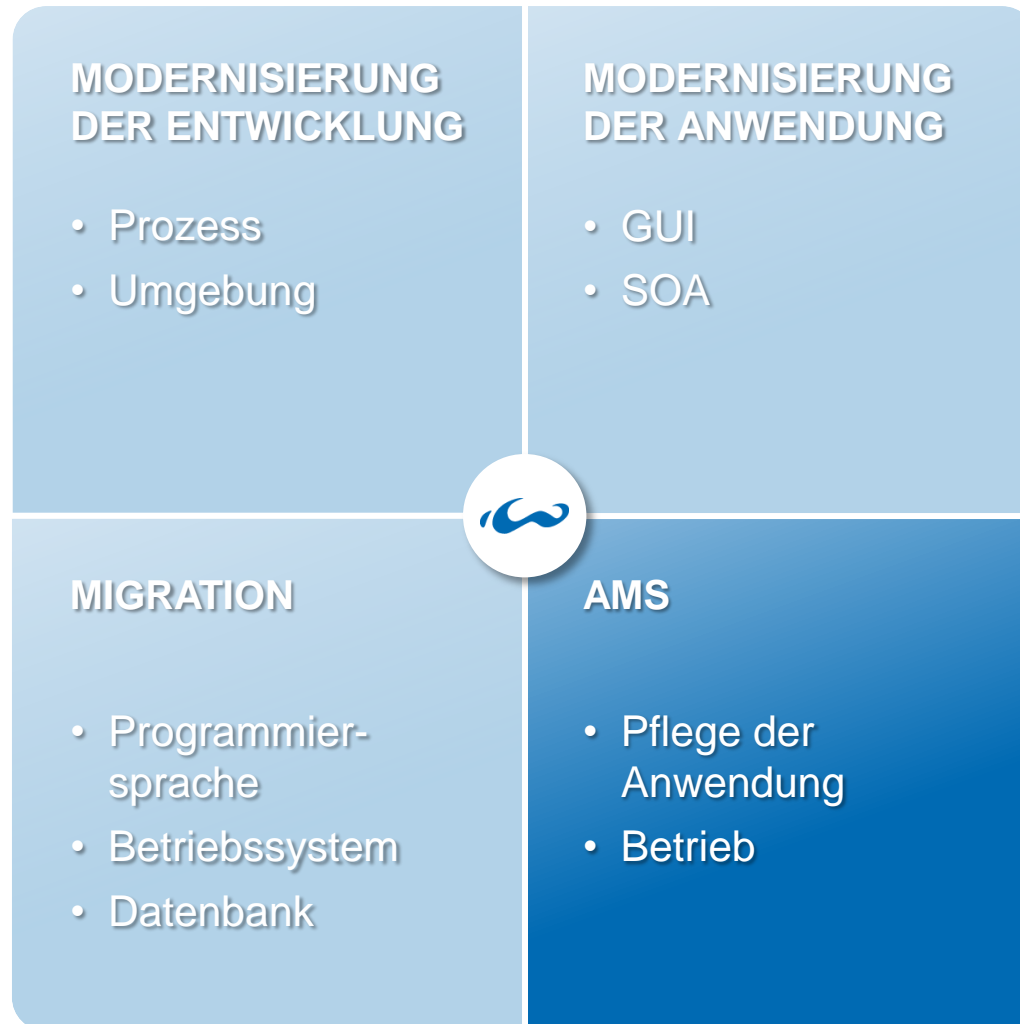 MODERNISIERUNG
DER ENTWICKLUNG
• Prozess
• Umgebung
MODERNISIERUNG
DER ANWENDUNG
• GUI
• SOA
MIGRATION
• Programmier-
sprache
• Betriebssystem
• Datenbank
AMS
• Pflege der
Anwendung
• Betrieb